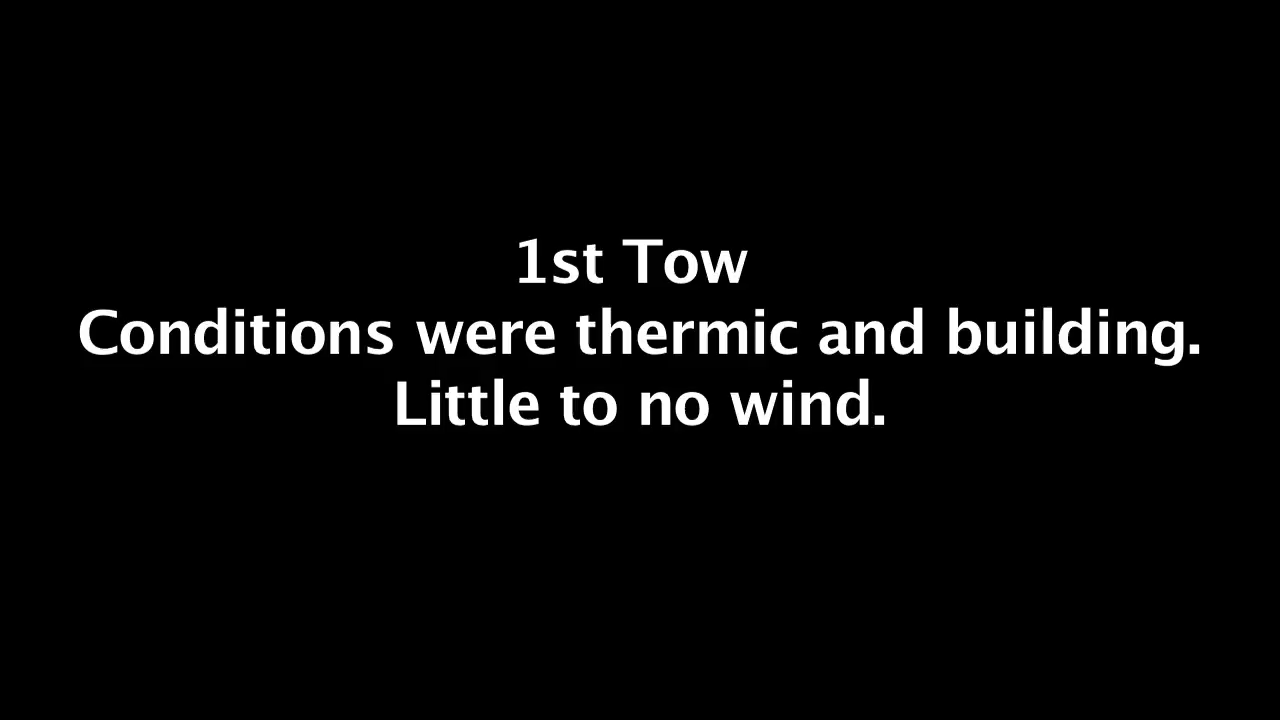 1st Tow
Conditions were thermic and building.
Little to no wind.